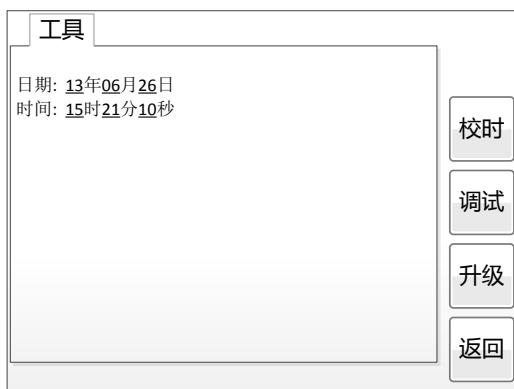 工具
日期: 13年06月26日
时间: 15时21分10秒
校时
调试
升级
返回